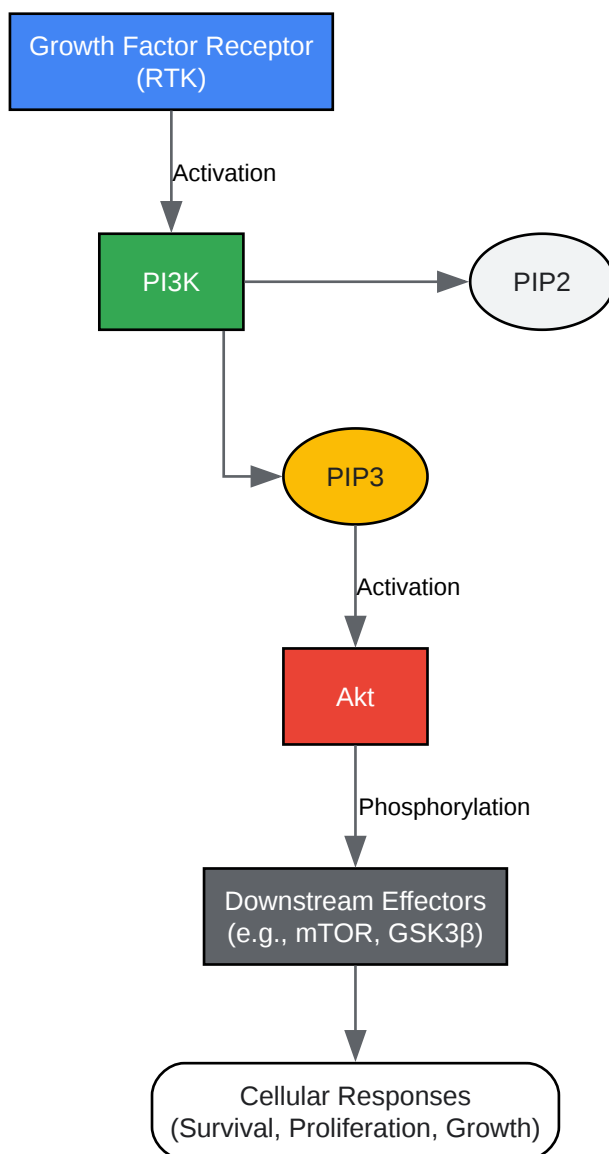 Growth Factor Receptor
(RTK)
Activation
PI3K
PIP2
PIP3
Activation
Akt
Phosphorylation
Downstream Effectors
(e.g., mTOR, GSK3β)
Cellular Responses
(Survival, Proliferation, Growth)